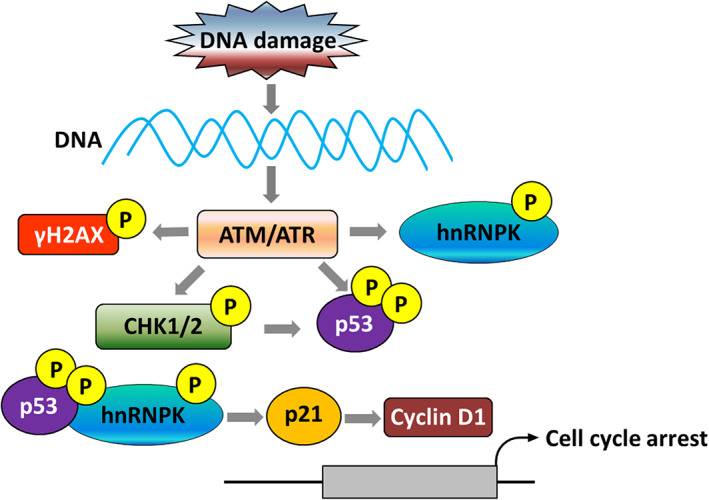 DNA damage
DNA
P
P
γH2AX
ATM/ATR
hnRNPK
P
P
P
CHK1/2
p53
P
P
P
p53
hnRNPK
p21
Cyclin D1
Cell cycle arrest